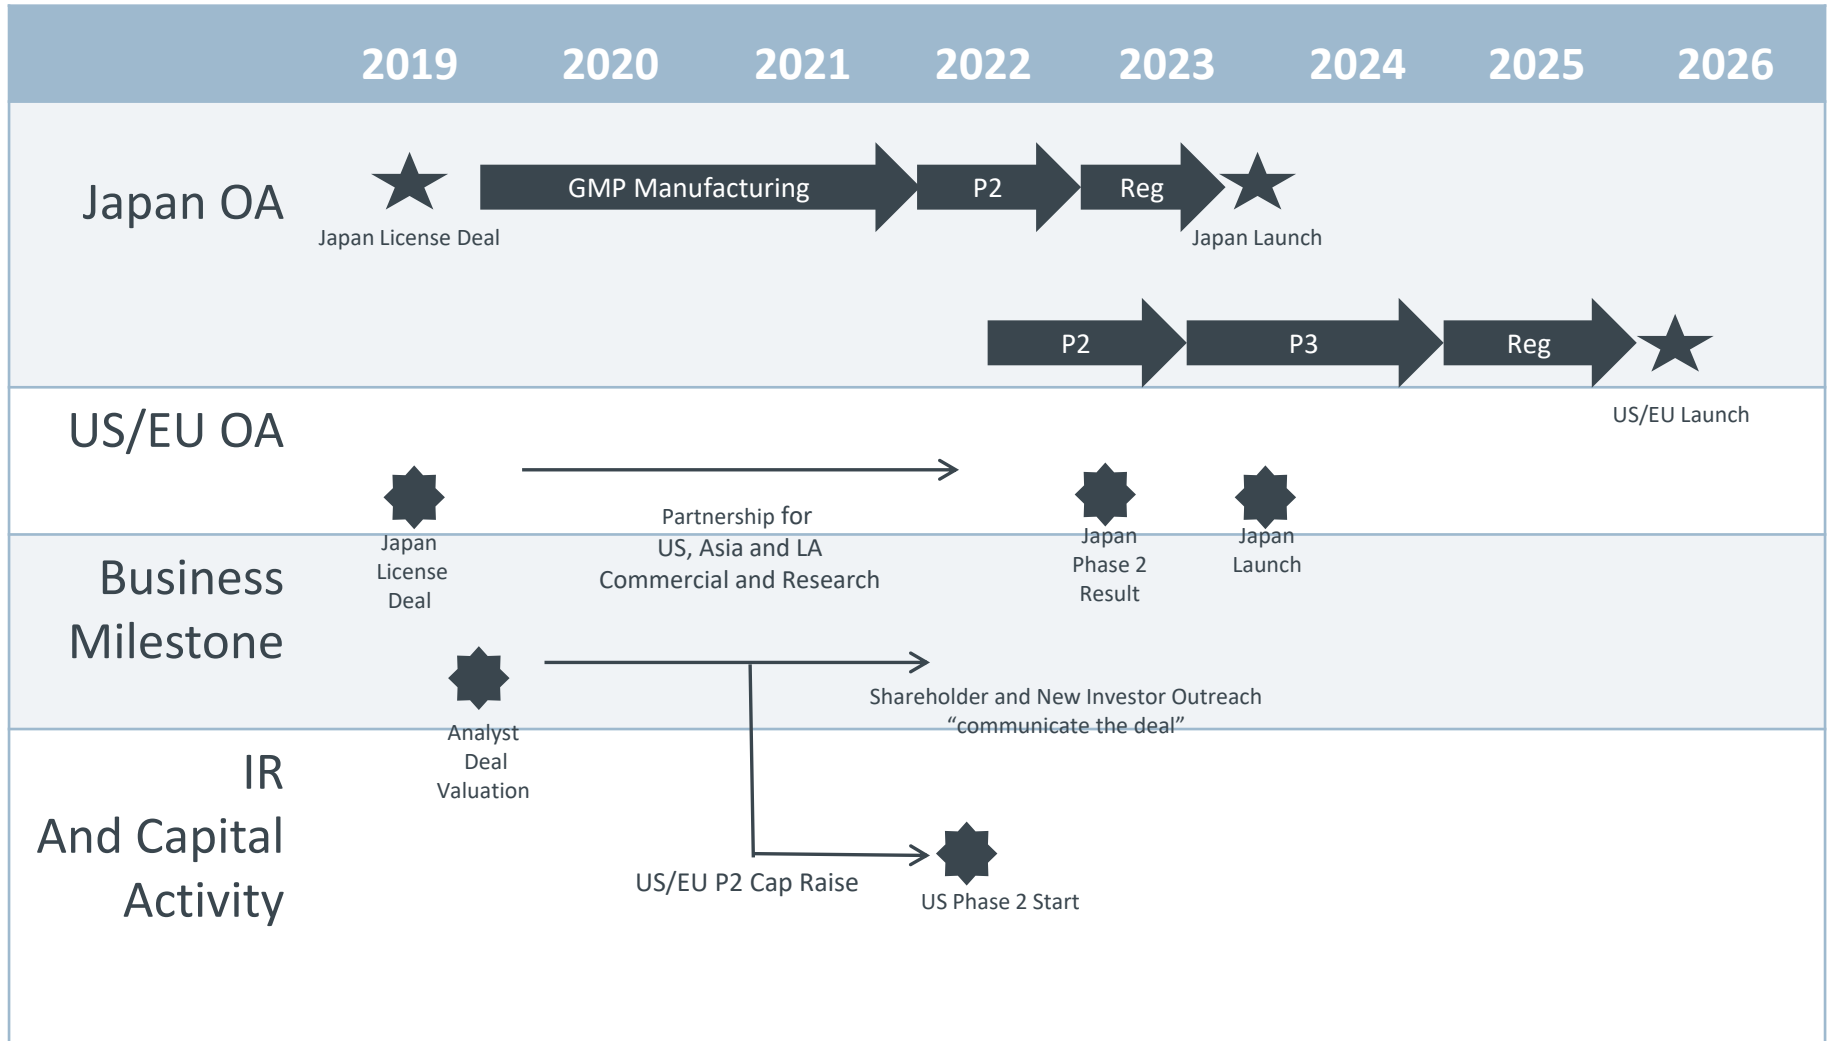 2019 2020 2021 2022 2023 2024 2025 2026
Japan OA
GMP Manufacturing
P2
Reg
Japan License Deal
Japan Launch
P2
P3
Reg
US/EU Launch
US/EU OA
Business
Milestone
Japan
License
Deal
Partnership for
US, Asia and LA
Commercial and Research
Japan
Phase 2
Result
Japan
Launch
IR
And Capital
Activity
Analyst
Deal
Valuation
Shareholder and New Investor Outreach
“communicate the deal”
US/EU P2 Cap Raise
US Phase 2 Start